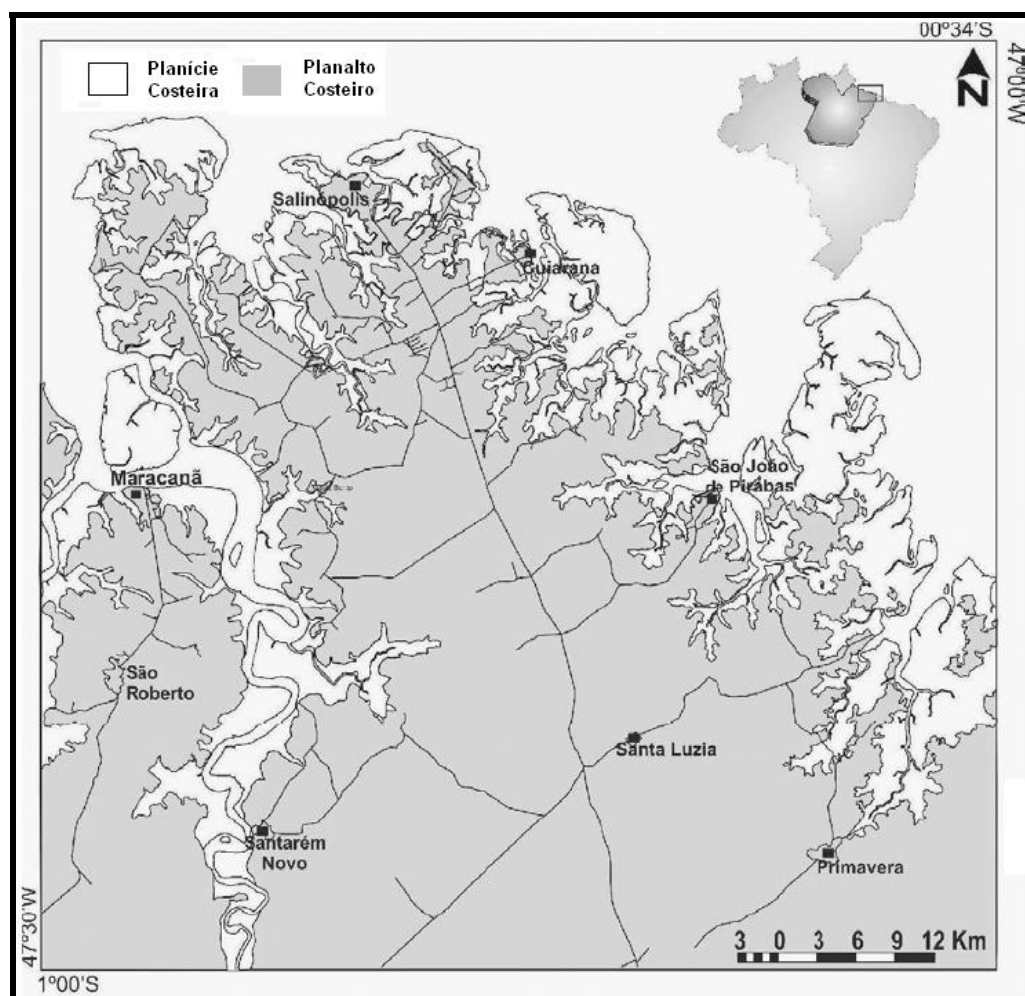 00º34'S
47º00'W
Planície
Costeira
Planalto
Costeiro
N
Salinópolis
Cuiarana
São João
de Pirabas
Maracanã
São
Roberto
Santa Luzia
Santarém
Novo
Primavera
47º30'W
3 0 3 6 9 12 Km
1º00'S